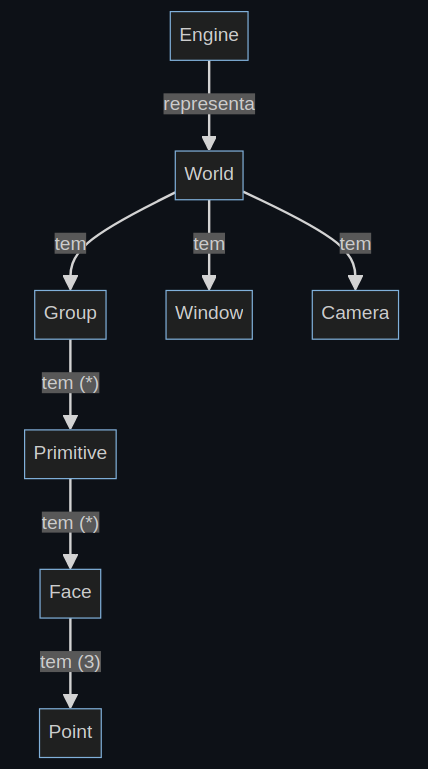 Engine
representa
World
tem
tem
tem
Group
Window
Camera
tem (*)
Primitive
tem (*)
Face
tem (3)
Point